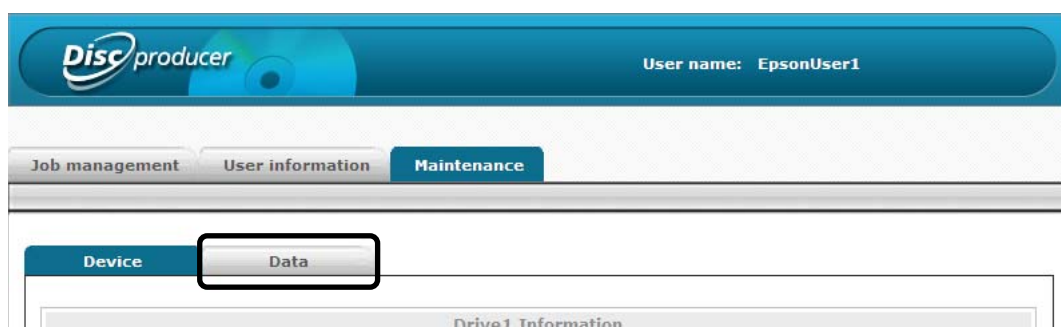 Disc producer
User name: EpsonUser1
Job management User information Maintenance
Device Data
Drive1 Information